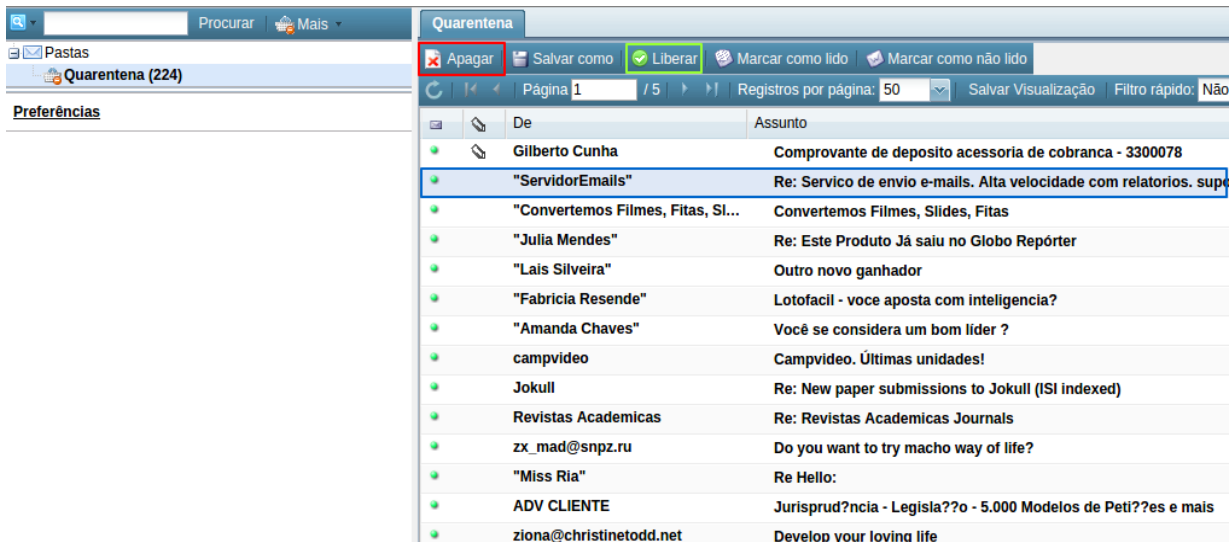 Procurar Mais
Pastas
Quarentena (224)
Preferências
Quarentena
Apagar Salvar como Liberar Marcar como lido Marcar como não lido
Página 1 / 5 Registros por página: 50 Salvar Visualização Filtro rápido: Não
De Assunto
Gilberto Cunha Comprovante de deposito acessoria de cobranca - 3300078
"ServidorEmails" Re: Servico de envio e-mails. Alta velocidade com relatorios. supo
"Convertemos Filmes, Fitas, Sl... Convertemos Filmes, Slides, Fitas
"Julia Mendes" Re: Este Produto Já saiu no Globo Repórter
"Lais Silveira" Outro novo ganhador
"Fabricia Resende" Lotofacil - voce aposta com inteligencia?
"Amanda Chaves" Você se considera um bom líder ?
campvideo Campvideo. Últimas unidades!
Jokull Re: New paper submissions to Jokull (ISI indexed)
Revistas Academicas Re: Revistas Academicas Journals
zx_mad@snpz.ru Do you want to try macho way of life?
"Miss Ria" Re Hello:
ADV CLIENTE Jurisprud?ncia - Legisla??o - 5.000 Modelos de Peti??es e mais
ziona@christinetodd.net Develop your loving life